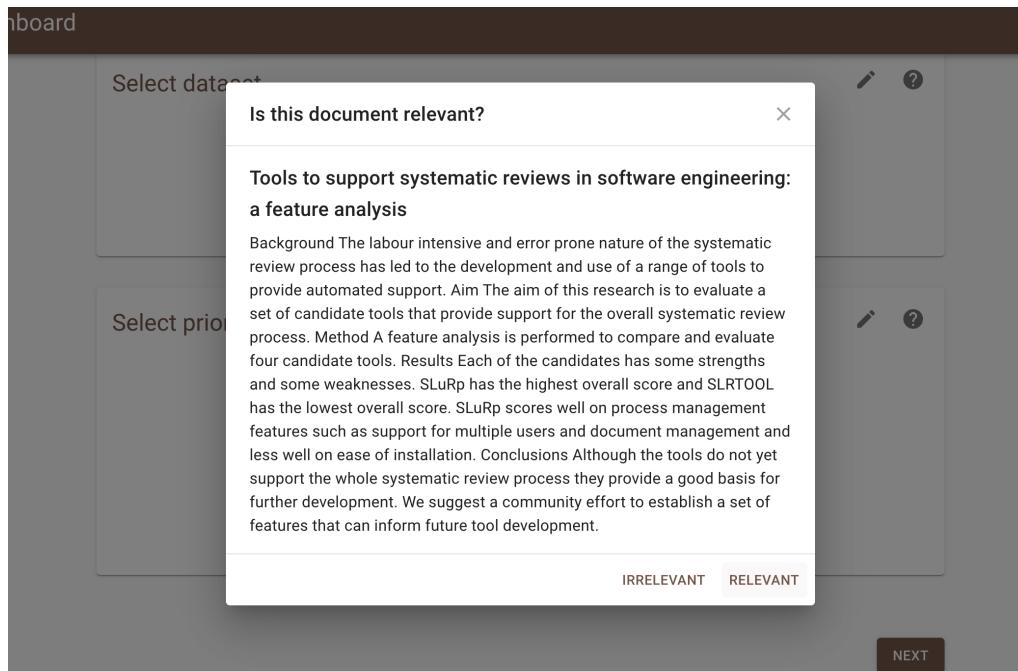 nboard
Select datas
Is this document relevant?
Tools to support systematic reviews in software engineering:
a feature analysis
Background The labour intensive and error prone nature of the systematic
review process has led to the development and use of a range of tools to
provide automated support. Aim The aim of this research is to evaluate a
set of candidate tools that provide support for the overall systematic review
process. Method A feature analysis is performed to compare and evaluate
four candidate tools. Results Each of the candidates has some strengths
and some weaknesses. SLuRp has the highest overall score and SLRTOOL
has the lowest overall score. SLuRp scores well on process management
features such as support for multiple users and document management and
less well on ease of installation. Conclusions Although the tools do not yet
support the whole systematic review process they provide a good basis for
further development. We suggest a community effort to establish a set of
features that can inform future tool development.
Select prior
IRRELEVANT RELEVANT
NEXT